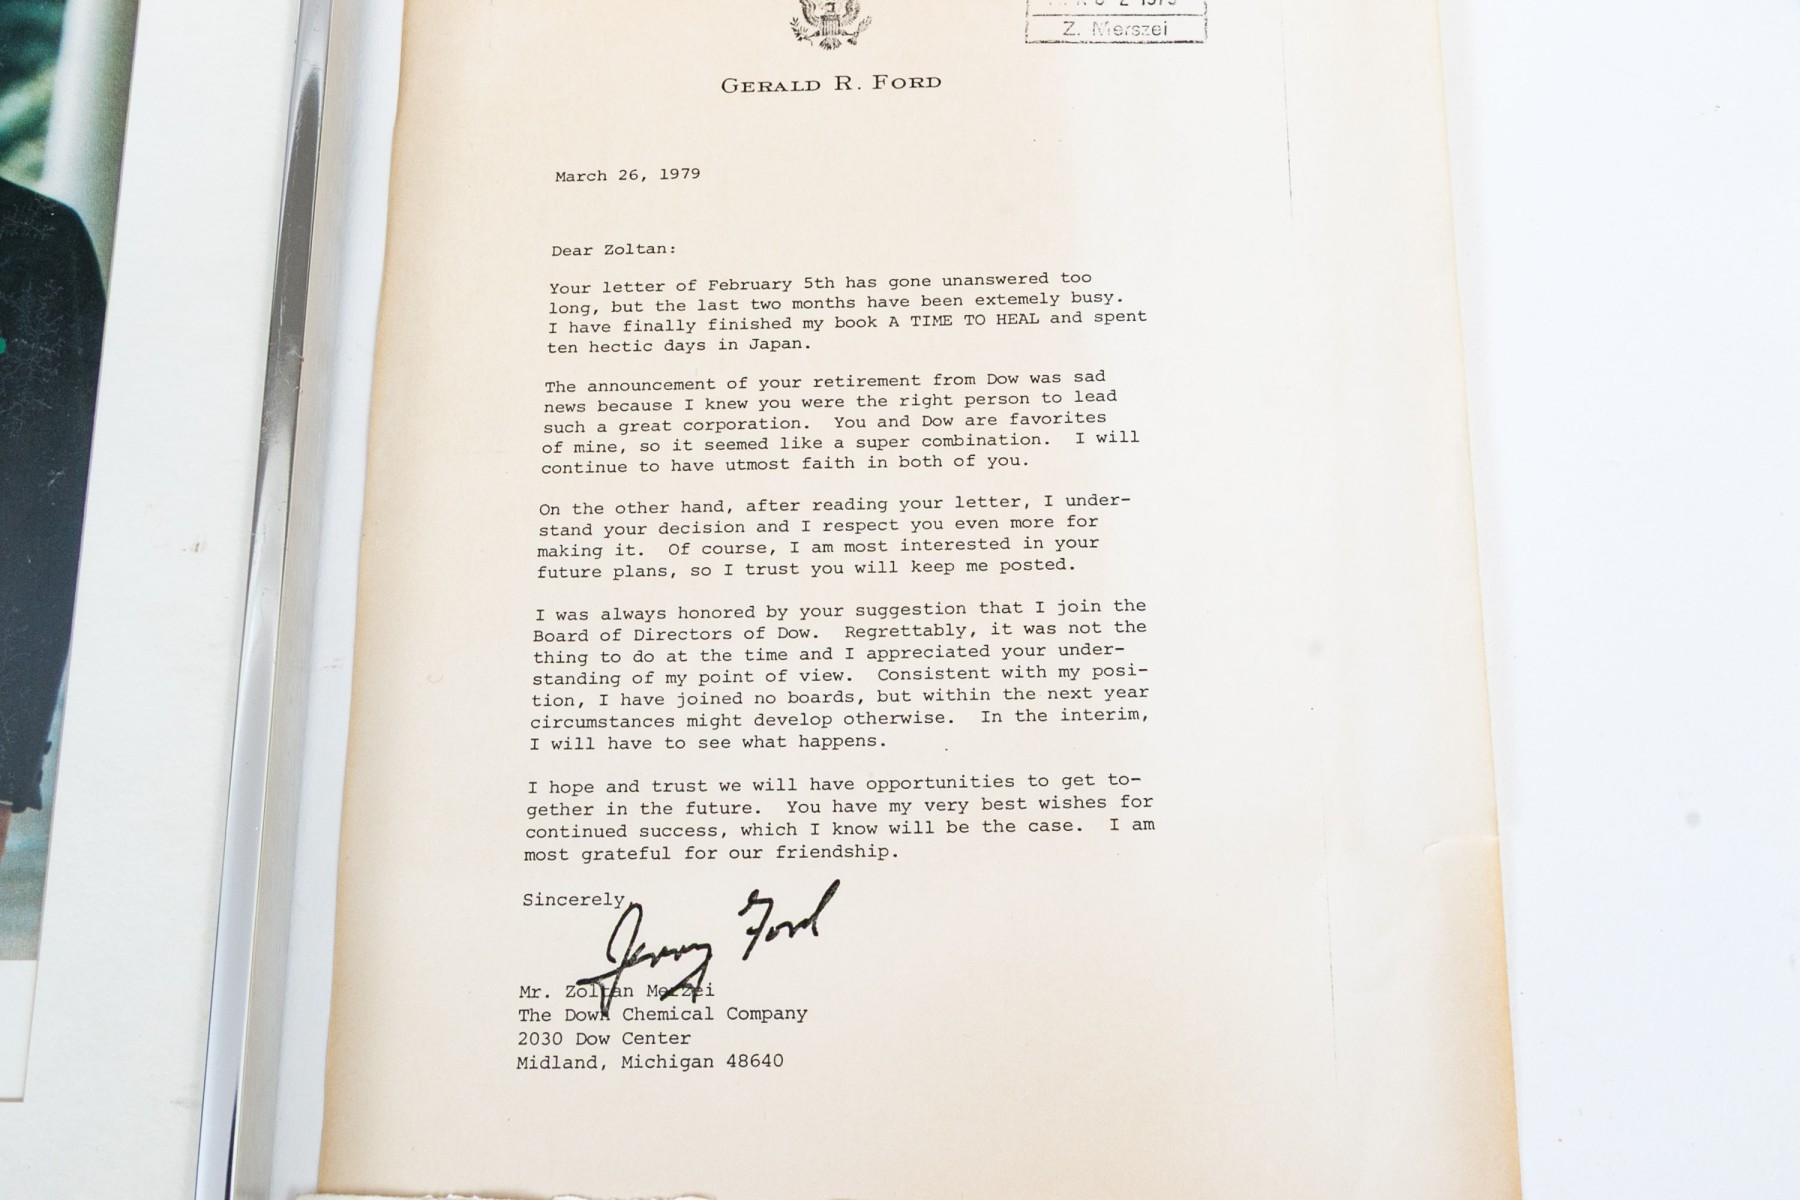 2 1979
Z. Merszei
GERALD R. FORD
March 26, 1979
Dear Zoltan:
Your letter of February 5th has gone unanswered too
long, but the last two months have been extemely busy.
I have finally finished my book A TIME TO HEAL and spent
ten hectic days in Japan.
The announcement of your retirement from Dow was sad
news because I knew you were the right person to lead
such a great corporation. You and Dow are favorites
of mine, so it seemed like a super combination. I will
continue to have utmost faith in both of you.
On the other hand, after reading your letter, I under-
stand your decision and I respect you even more for
making it. Of course, I am most interested in your
future plans, so I trust you will keep me posted.
I was always honored by your suggestion that I join the
Board of Directors of Dow. Regrettably, it was not the
thing to do at the time and I appreciated your under-
standing of my point of view. Consistent with my posi-
tion, I have joined no boards, but within the next year
circumstances might develop otherwise. In the interim,
I will have to see what happens.
I hope and trust we will have opportunities to get to-
gether in the future. You have my very best wishes for
continued success, which I know will be the case. I am
most grateful for our friendship.
Sincerely,
Jerry Ford
Mr. Zoltan Merzei
The Dow Chemical Company
2030 Dow Center
Midland, Michigan 48640